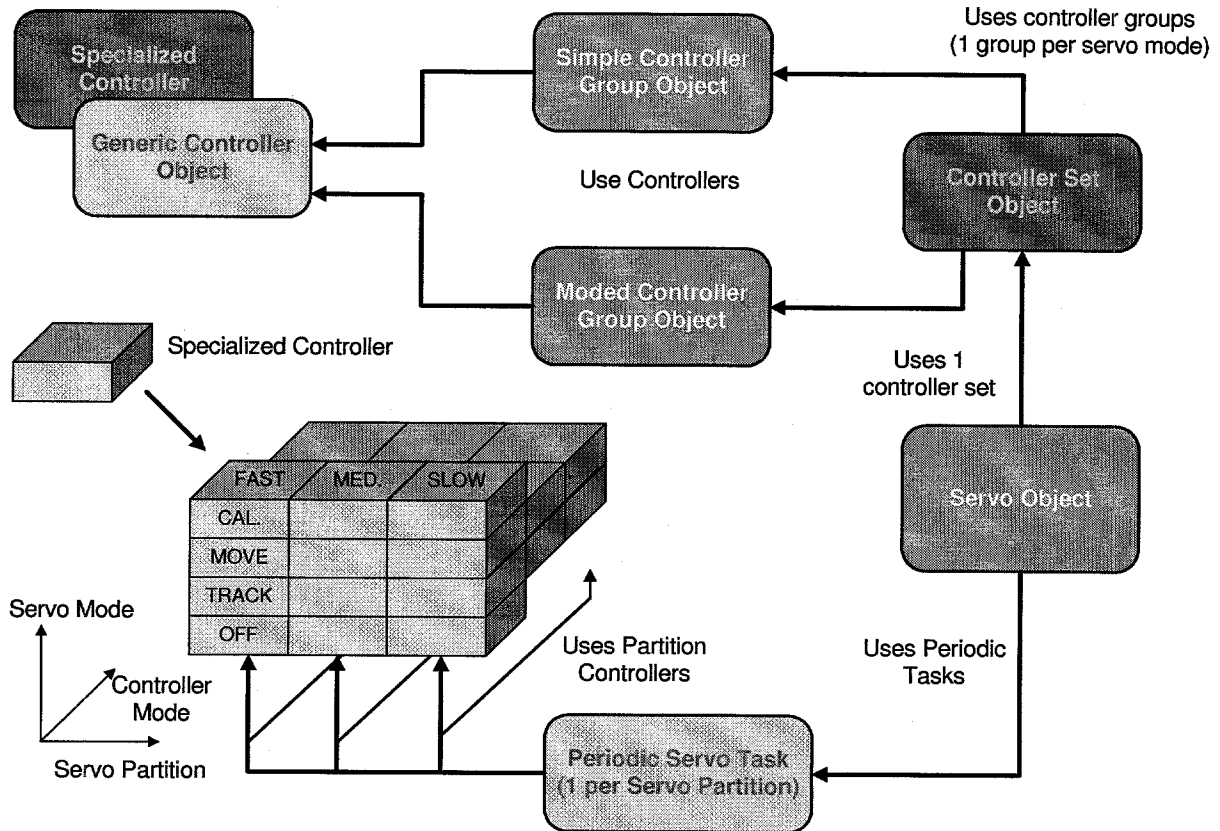 Uses controller groups
(1 group per servo mode)
Specialized
Controller
Simple Controller
Group Object
Generic Controller
Object
Use Controllers
Controller Set
Object
Moded Controller
Group Object
Specialized Controller
Uses 1
controller set
FAST MED. SLOW
CAL.
MOVE
TRACK
OFF
Servo Object
Servo Mode
Controller
Mode
Servo Partition
Uses Partition
Controllers
Uses Periodic
Tasks
Periodic Servo Task
(1 per Servo Partition)